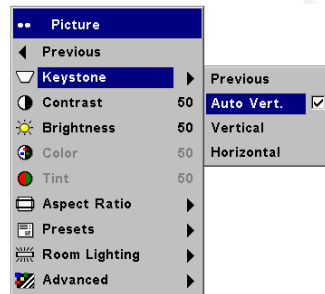 Picture
Previous
Keystone
Contrast 50
Brightness 50
Color 50
Tint 50
Aspect Ratio
Presets
Room Lighting
Advanced
Previous
Auto Vert.
Vertical
Horizontal